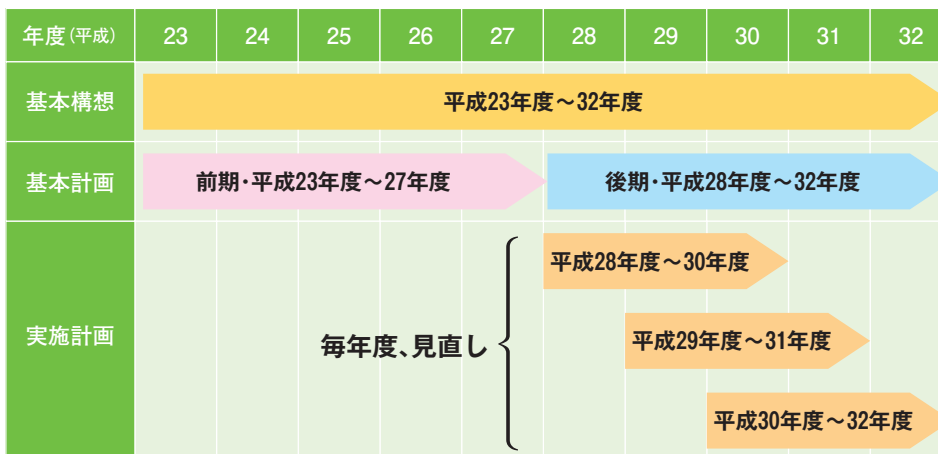 年度(平成) 23 24 25 26 27 28 29 30 31 32
基本構想 平成23年度～32年度
基本計画 前期・平成23年度～27年度 後期・平成28年度～32年度
平成28年度～30年度
実施計画 毎年度、見直し 平成29年度～31年度
平成30年度～32年度